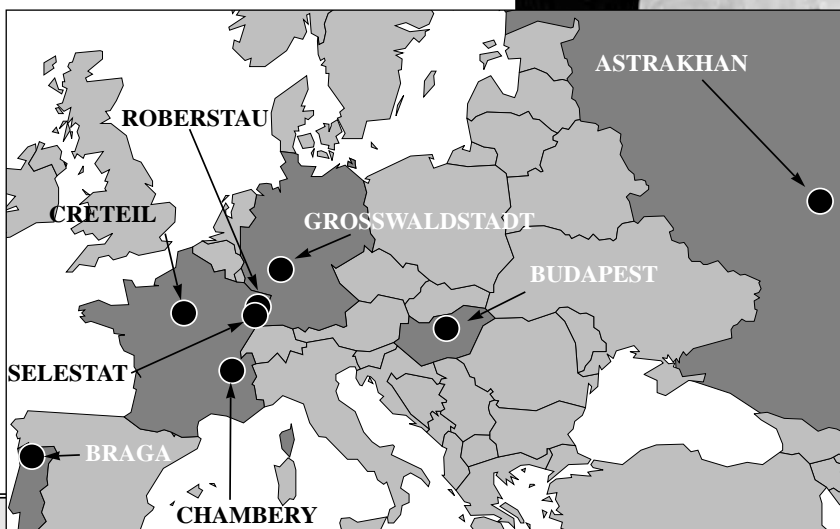 ASTRAKHAN
ROBERSTAU
CRETEIL
GROSSWALDSTADT
BUDAPEST
SELESTAT
BRAGA
CHAMBERY